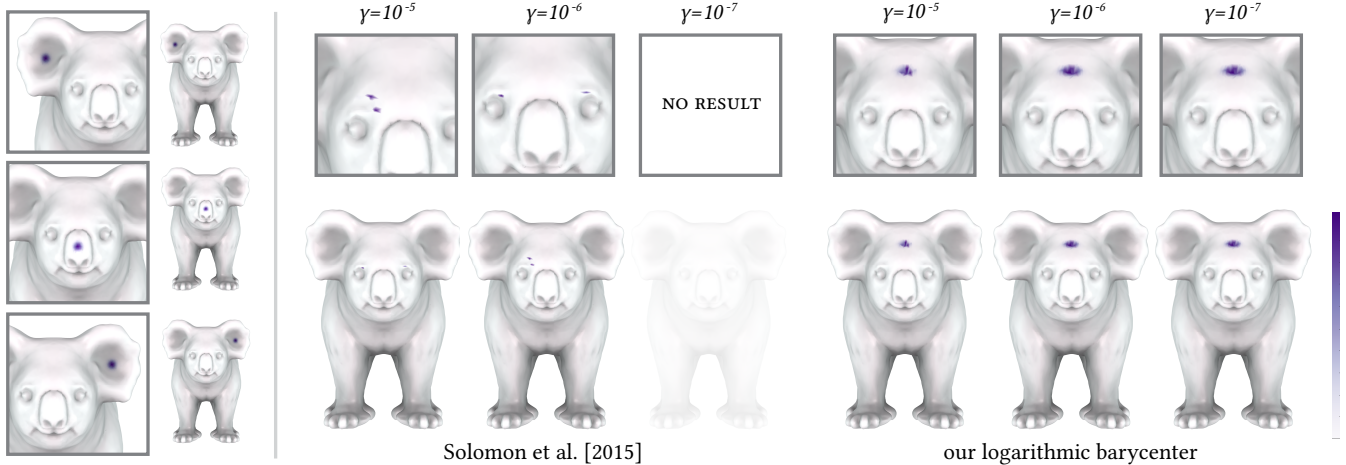 γ=10⁻⁵ γ=10⁻⁶ γ=10⁻⁷ γ=10⁻⁵ γ=10⁻⁶ γ=10⁻⁷
NO RESULT
Solomon et al. [2015] our logarithmic barycenter